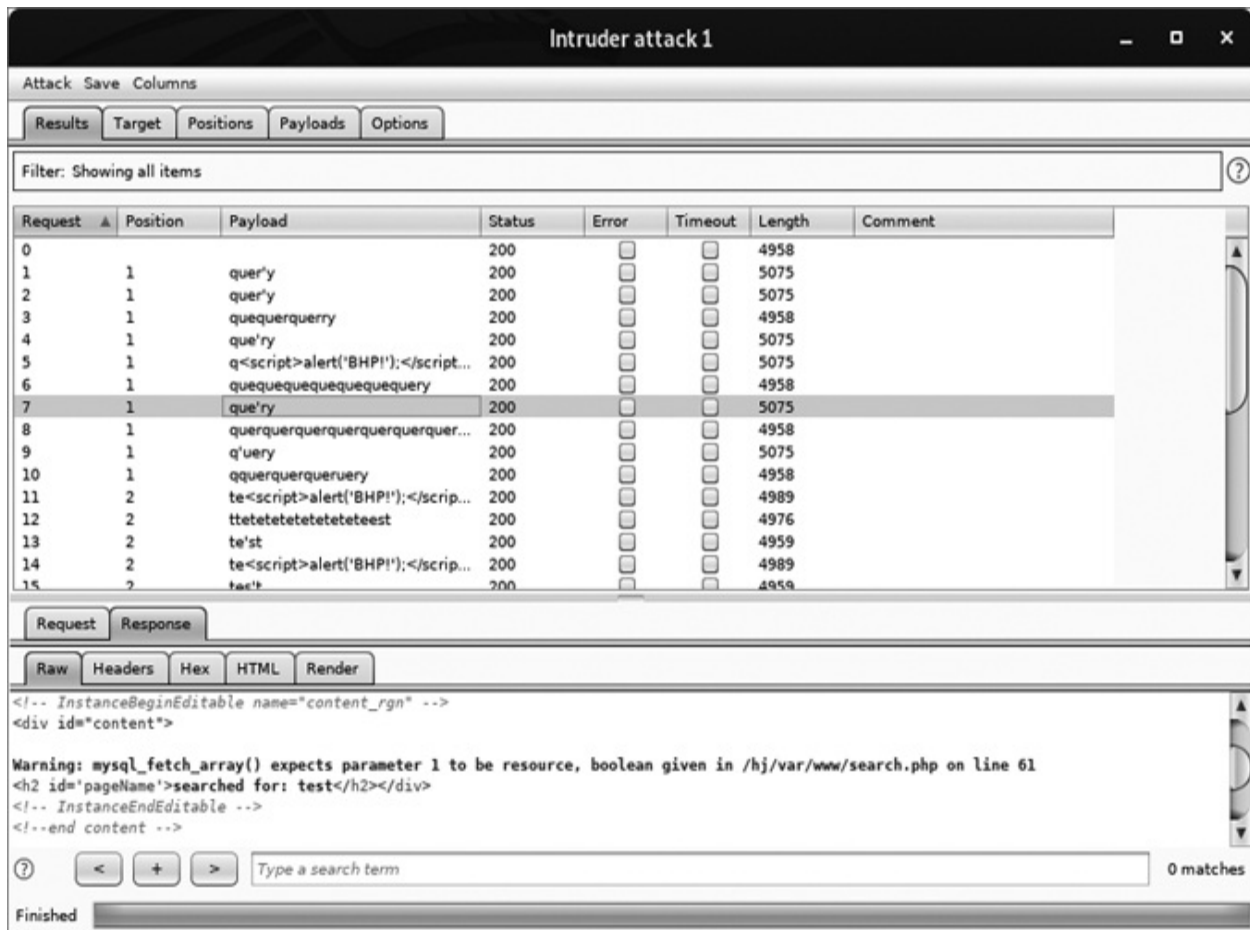 Intruder attack 1
Attack Save Columns
Results Target Positions Payloads Options
Filter: Showing all items
Request Position Payload Status Error Timeout Length Comment
0 200 4958
1 1 quer'y 200 5075
2 1 quer'y 200 5075
3 1 quequerquerry 200 4958
4 1 que'ry 200 5075
5 1 q<script>alert('BHP!');</script... 200 5075
6 1 quequequequequequequery 200 4958
7 1 que'ry 200 5075
8 1 querquerquerquerquerquerquer... 200 4958
9 1 q'uery 200 5075
10 1 qquerquerqueruery 200 4958
11 2 te<script>alert('BHP!');</scrip... 200 4989
12 2 tteteteteteteteteteest 200 4976
13 2 te'st 200 4959
14 2 te<script>alert('BHP!');</scrip... 200 4989
15 2 tes't 200 4959
Request Response
Raw Headers Hex HTML Render
<!-- InstanceBeginEditable name="content_rgn" -->
<div id="content">
Warning: mysql_fetch_array() expects parameter 1 to be resource, boolean given in /hj/var/www/search.php on line 61
<h2 id='pageName'>searched for: test</h2></div>
<!-- InstanceEndEditable -->
<!--end content -->
? < + > Type a search term 0 matches
Finished